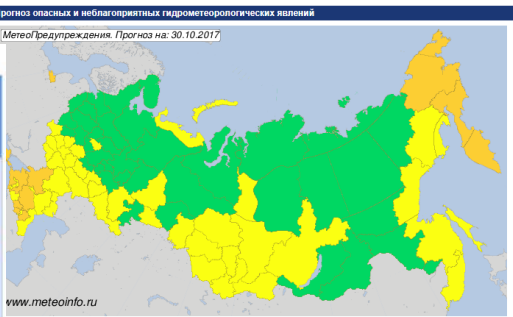 рогноз опасных и неблагоприятных гидрометеорологических явлений
МетеоПредупреждения. Прогноз на: 30.10.2017
www.meteoinfo.ru